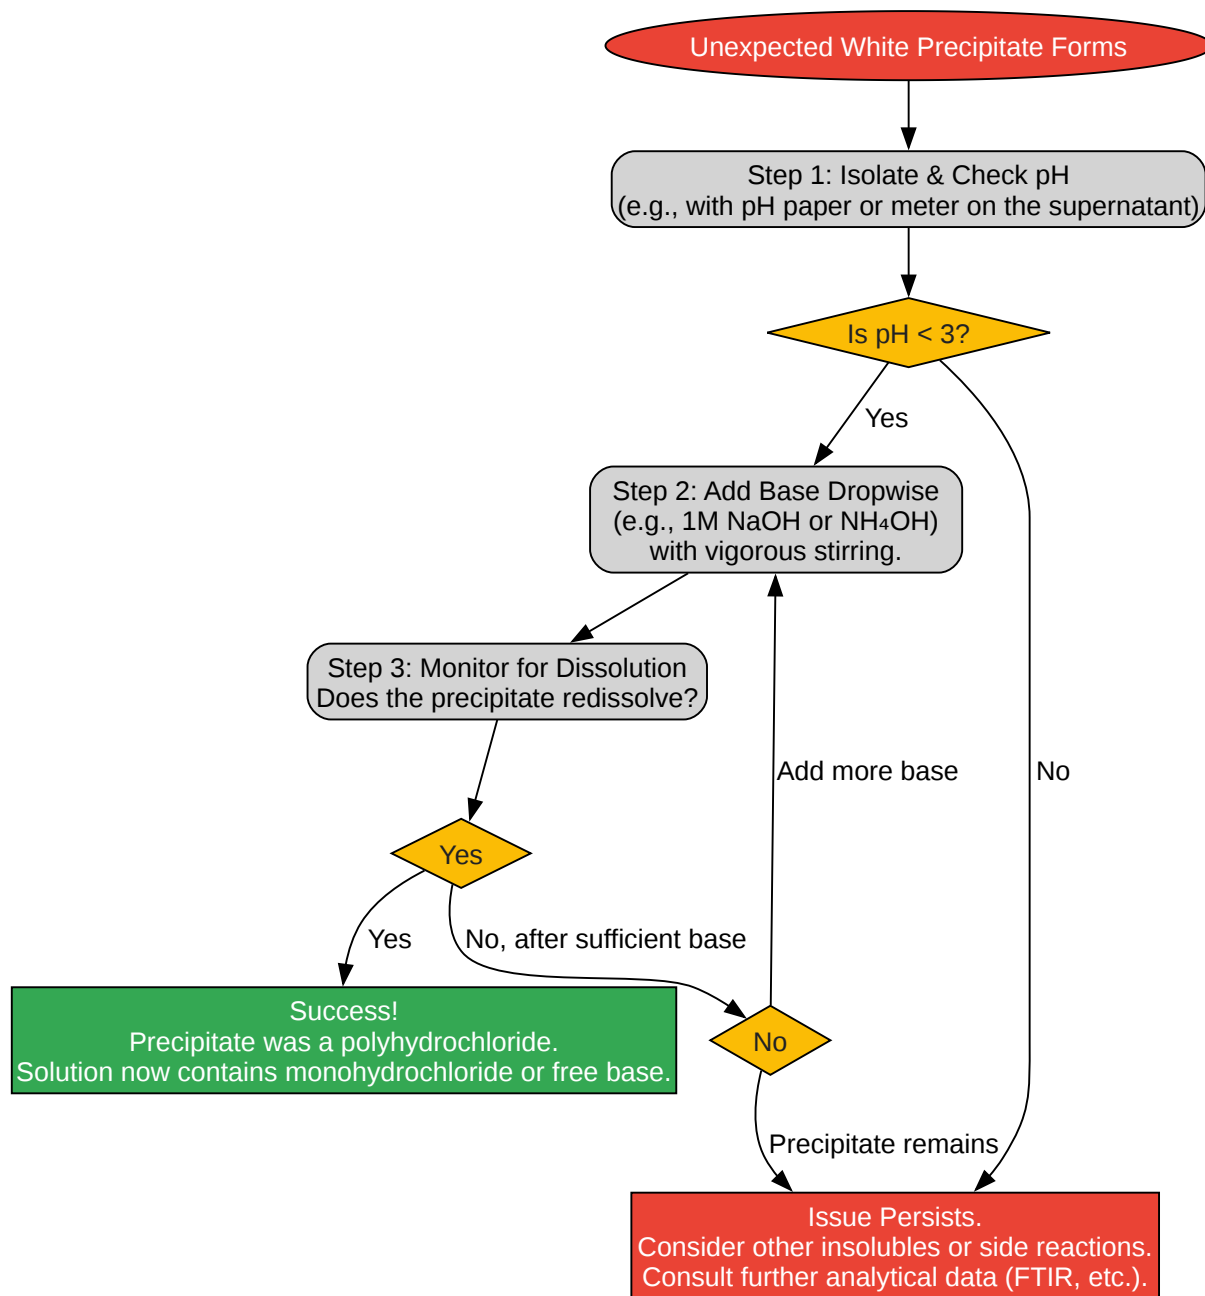 Unexpected White Precipitate Forms
Step 1: Isolate & Check pH
(e.g., with pH paper or meter on the supernatant)
Is pH < 3?
Yes
Step 2: Add Base Dropwise
(e.g., 1M NaOH or NH₄OH)
with vigorous stirring.
Step 3: Monitor for Dissolution
Does the precipitate redissolve?
Add more base
No
Yes
Yes
No, after sufficient base
Success!
Precipitate was a polyhydrochloride.
Solution now contains monohydrochloride or free base.
No
Precipitate remains
Issue Persists.
Consider other insolubles or side reactions.
Consult further analytical data (FTIR, etc.).